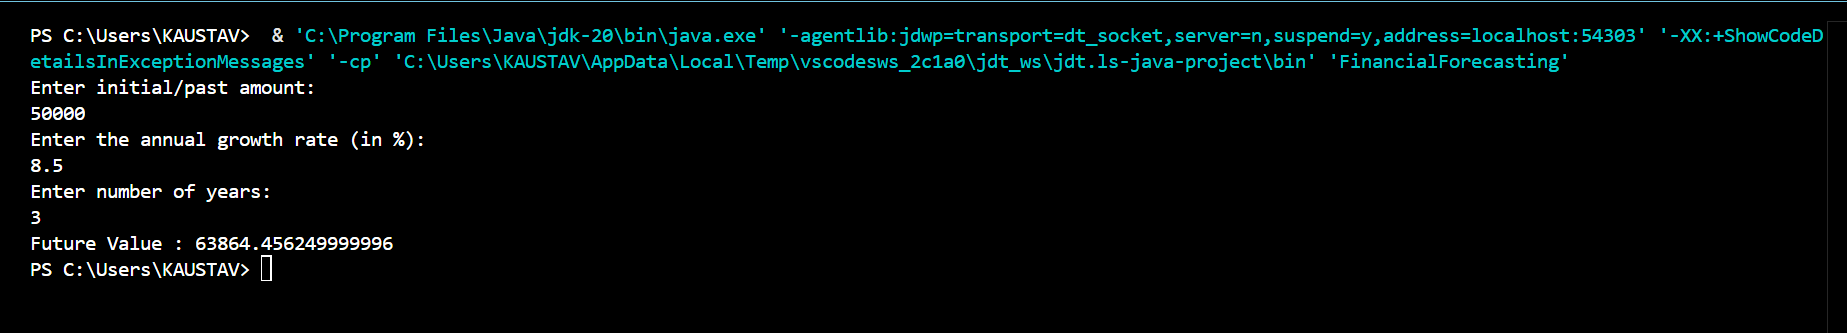 PS C:\Users\KAUSTAV>  & 'C:\Program Files\Java\jdk-20\bin\java.exe' '-agentlib:jdwp=transport=dt_socket,server=n,suspend=y,address=localhost:54303' '-XX:+ShowCodeD
etailsInExceptionMessages' '-cp' 'C:\Users\KAUSTAV\AppData\Local\Temp\vscodesws_2c1a0\jdt_ws\jdt.ls-java-project\bin' 'FinancialForecasting'
Enter initial/past amount:
50000
Enter the annual growth rate (in %):
8.5
Enter number of years:
3
Future Value : 63864.456249999996
PS C:\Users\KAUSTAV>